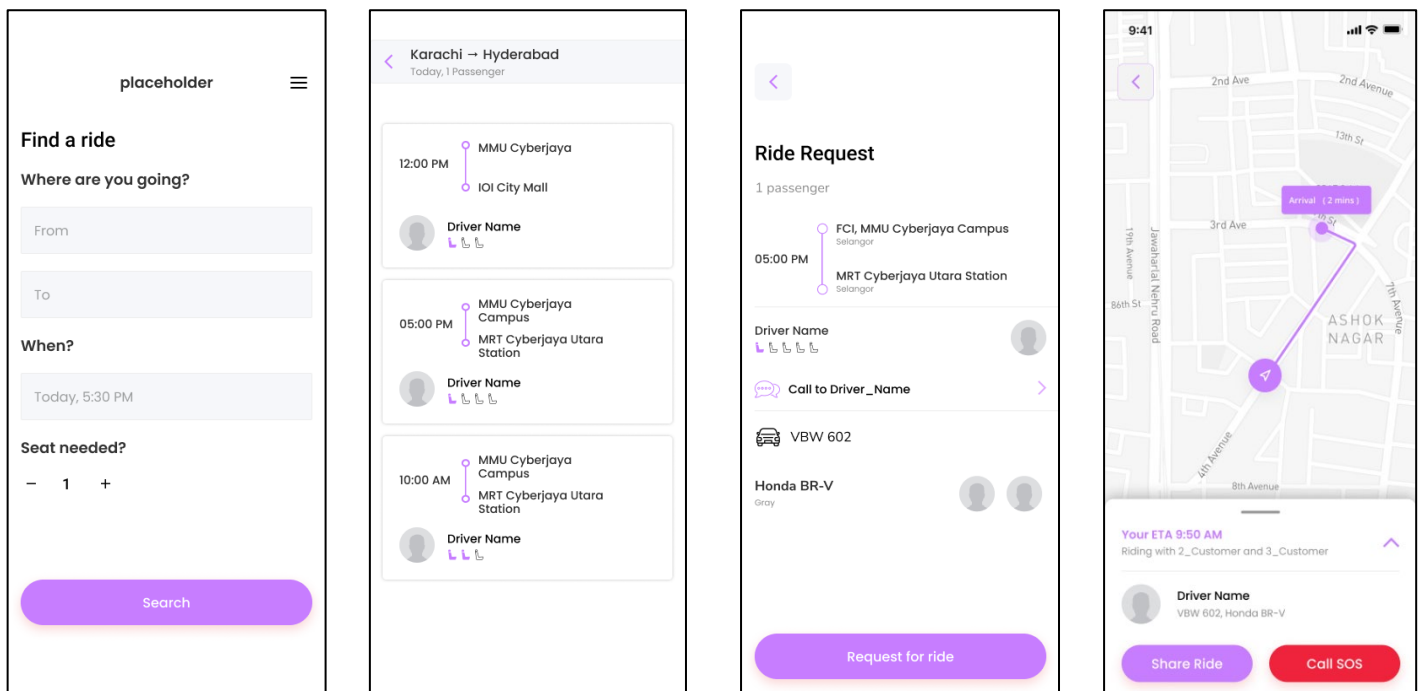 placeholder
Find a ride
Where are you going?
From
To
When?
Today, 5:30 PM
Seat needed?
− 1 +
Search
Karachi → Hyderabad
Today, 1 Passenger
12:00 PM
MMU Cyberjaya
IOI City Mall
Driver Name
05:00 PM
MMU Cyberjaya
Campus
MRT Cyberjaya Utara
Station
Driver Name
10:00 AM
MMU Cyberjaya
Campus
MRT Cyberjaya Utara
Station
Driver Name
Ride Request
1 passenger
05:00 PM
FCI, MMU Cyberjaya Campus
Selangor
MRT Cyberjaya Utara Station
Selangor
Driver Name
Call to Driver_Name
VBW 602
Honda BR-V
Gray
Request for ride
9:41
2nd Ave
2nd Avenue
13th St
Arrival ( 2 mins )
3rd Ave
19th Avenue
Jawaharlal Nehru Road
86th St
7th Avenue
ASHOK
NAGAR
4th Avenue
8th Avenue
Your ETA 9:50 AM
Riding with 2_Customer and 3_Customer
Driver Name
VBW 602, Honda BR-V
Share Ride
Call SOS